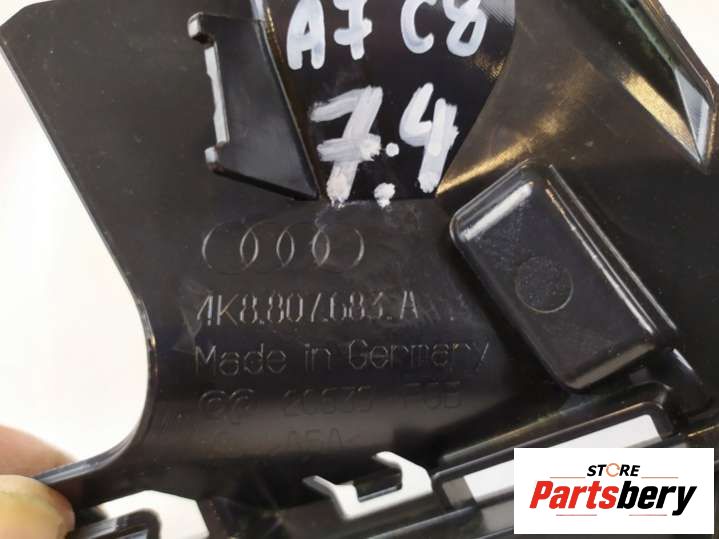 A7 C8
7.4
4K8.807.683.A
Made in Germany
STORE
Partsbery